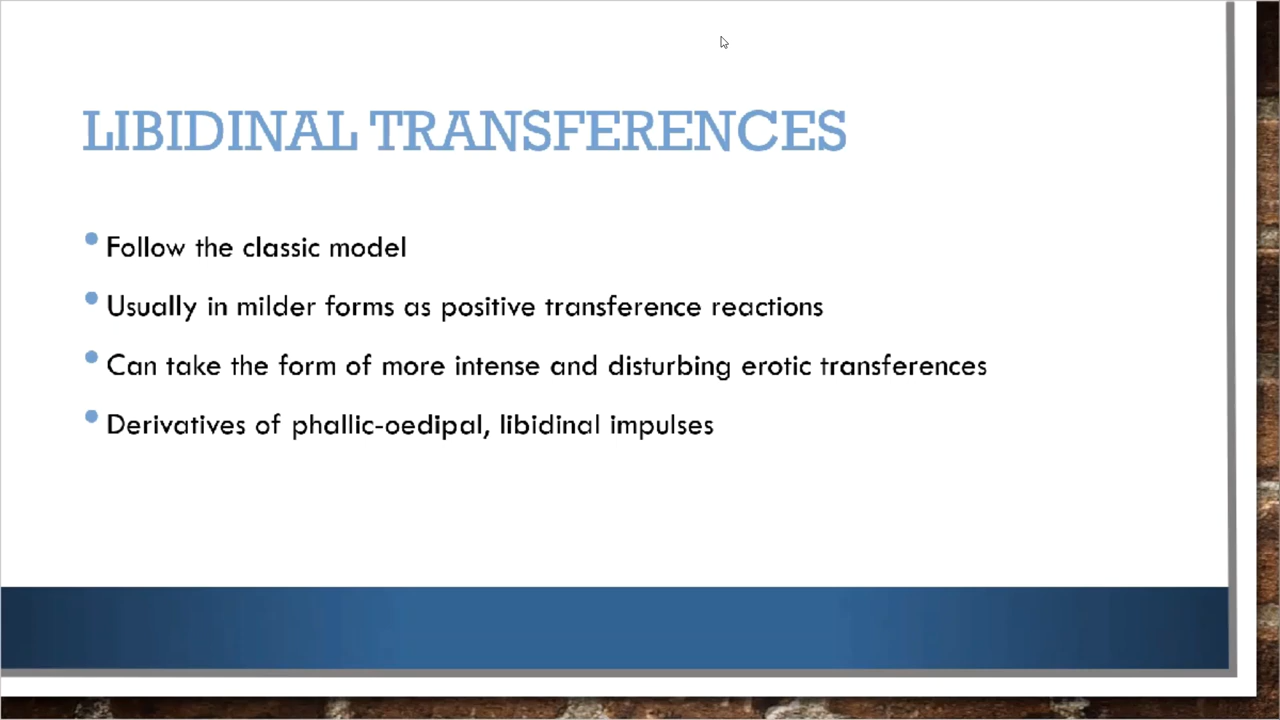 LIBIDINAL TRANSFERENCES
• Follow the classic model
• Usually in milder forms as positive transference reactions
• Can take the form of more intense and disturbing erotic transferences
• Derivatives of phallic-oedipal, libidinal impulses